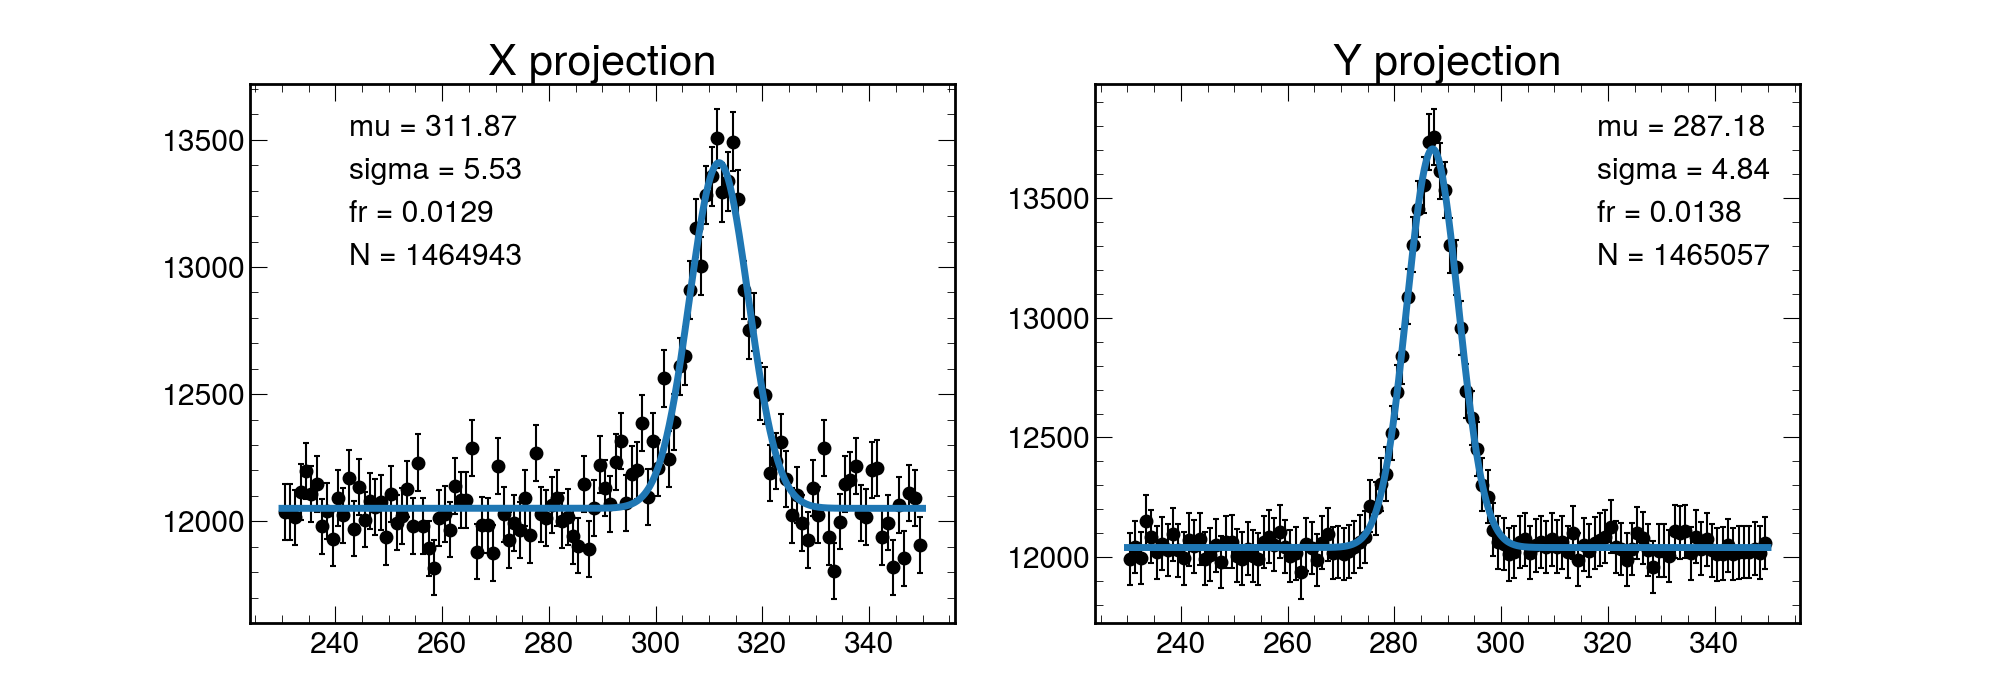 X projection
mu = 311.87
sigma = 5.53
fr = 0.0129
N = 1464943
13500
13000
12500
12000
240 260 280 300 320 340
Y projection
mu = 287.18
sigma = 4.84
fr = 0.0138
N = 1465057
13500
13000
12500
12000
240 260 280 300 320 340